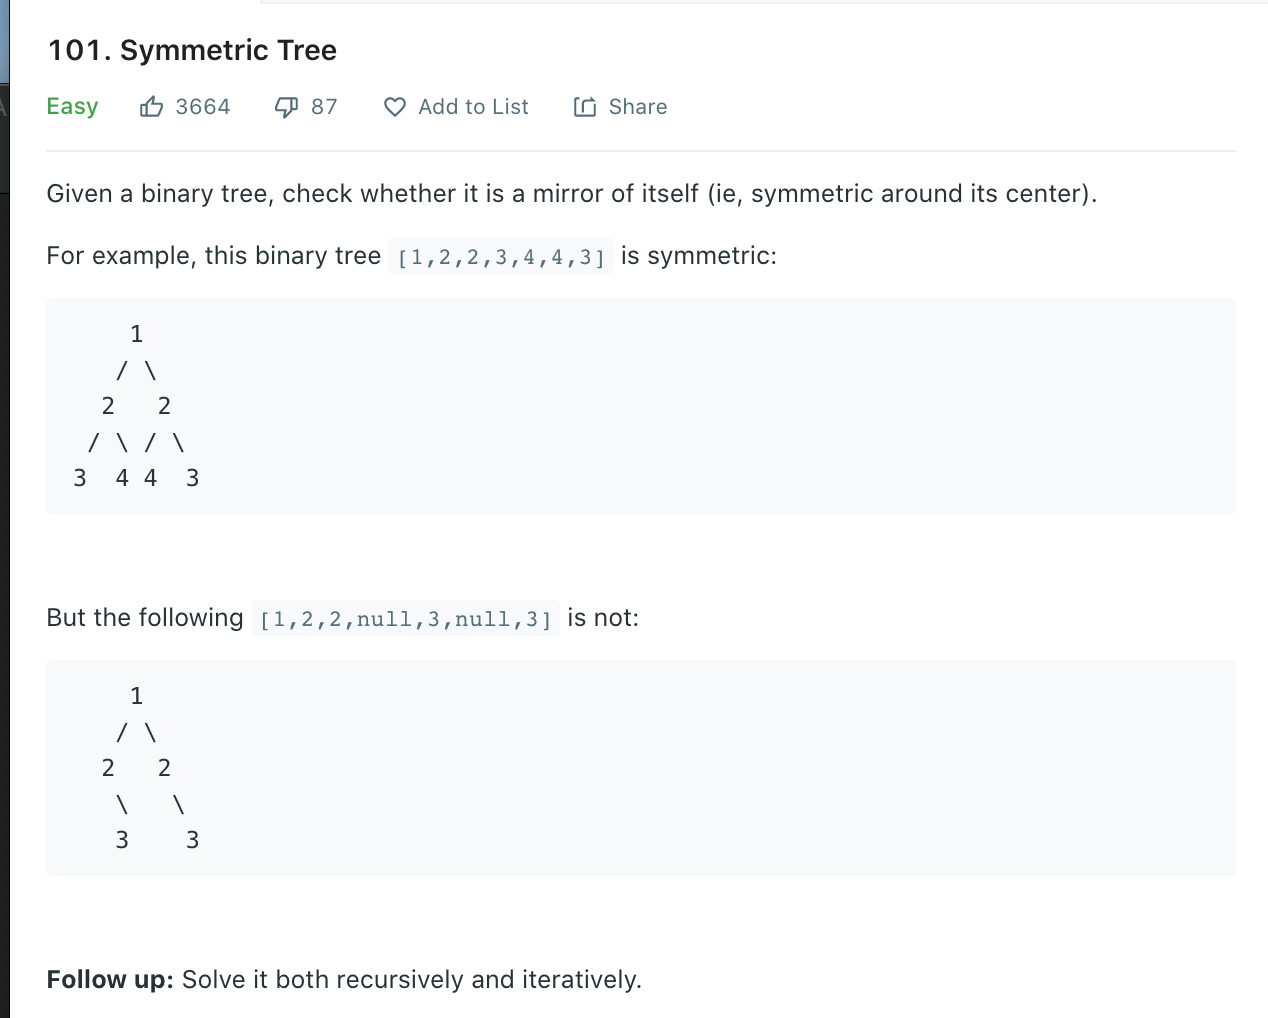 101. Symmetric Tree
Easy 3664 87 Add to List Share
Given a binary tree, check whether it is a mirror of itself (ie, symmetric around its center).
For example, this binary tree [1,2,2,3,4,4,3] is symmetric:
    1
   / \
  2   2
 / \ / \
3  4 4  3
But the following [1,2,2,null,3,null,3] is not:
    1
   / \
  2   2
   \   \
   3    3
Follow up: Solve it both recursively and iteratively.